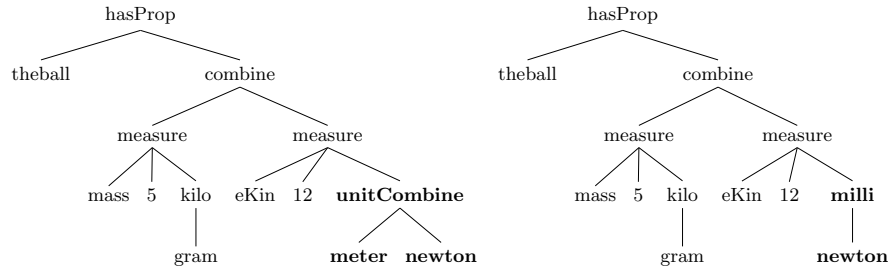 hasProp hasProp
theball combine theball combine
measure measure measure measure
mass 5 kilo eKin 12 unitCombine mass 5 kilo eKin 12 milli
gram meter newton gram newton